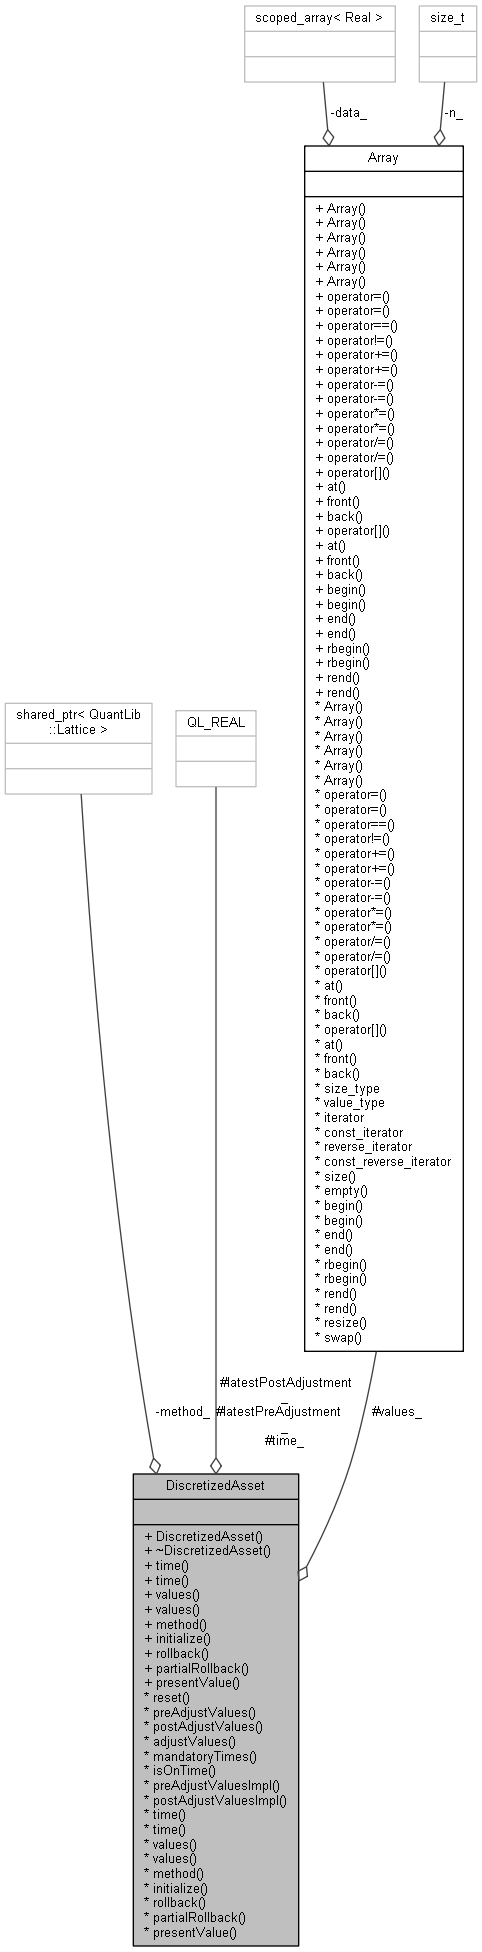 scoped_array< Real >
size_t
-data_
-n_
Array
+ Array()
+ Array()
+ Array()
+ Array()
+ Array()
+ Array()
+ operator=()
+ operator=()
+ operator==()
+ operator!=()
+ operator+=()
+ operator+=()
+ operator-=()
+ operator-=()
+ operator*=()
+ operator*=()
+ operator/=()
+ operator/=()
+ operator[]()
+ at()
+ front()
+ back()
+ operator[]()
+ at()
+ front()
+ back()
+ begin()
+ begin()
+ end()
+ end()
+ rbegin()
+ rbegin()
+ rend()
+ rend()
* Array()
* Array()
* Array()
* Array()
* Array()
* Array()
* operator=()
* operator=()
* operator==()
* operator!=()
* operator+=()
* operator+=()
* operator-=()
* operator-=()
* operator*=()
* operator*=()
* operator/=()
* operator/=()
* operator[]()
* at()
* front()
* back()
* operator[]()
* at()
* front()
* back()
* size_type
* value_type
* iterator
* const_iterator
* reverse_iterator
* const_reverse_iterator
* size()
* empty()
* begin()
* begin()
* end()
* end()
* rbegin()
* rbegin()
* rend()
* rend()
* resize()
* swap()
shared_ptr< QuantLib
::Lattice >
QL_REAL
-method_
#latestPostAdjustment
_
#latestPreAdjustment
_
#time_
#values_
DiscretizedAsset
+ DiscretizedAsset()
+ ~DiscretizedAsset()
+ time()
+ time()
+ values()
+ values()
+ method()
+ initialize()
+ rollback()
+ partialRollback()
+ presentValue()
* reset()
* preAdjustValues()
* postAdjustValues()
* adjustValues()
* mandatoryTimes()
* isOnTime()
* preAdjustValuesImpl()
* postAdjustValuesImpl()
* time()
* time()
* values()
* values()
* method()
* initialize()
* rollback()
* partialRollback()
* presentValue()